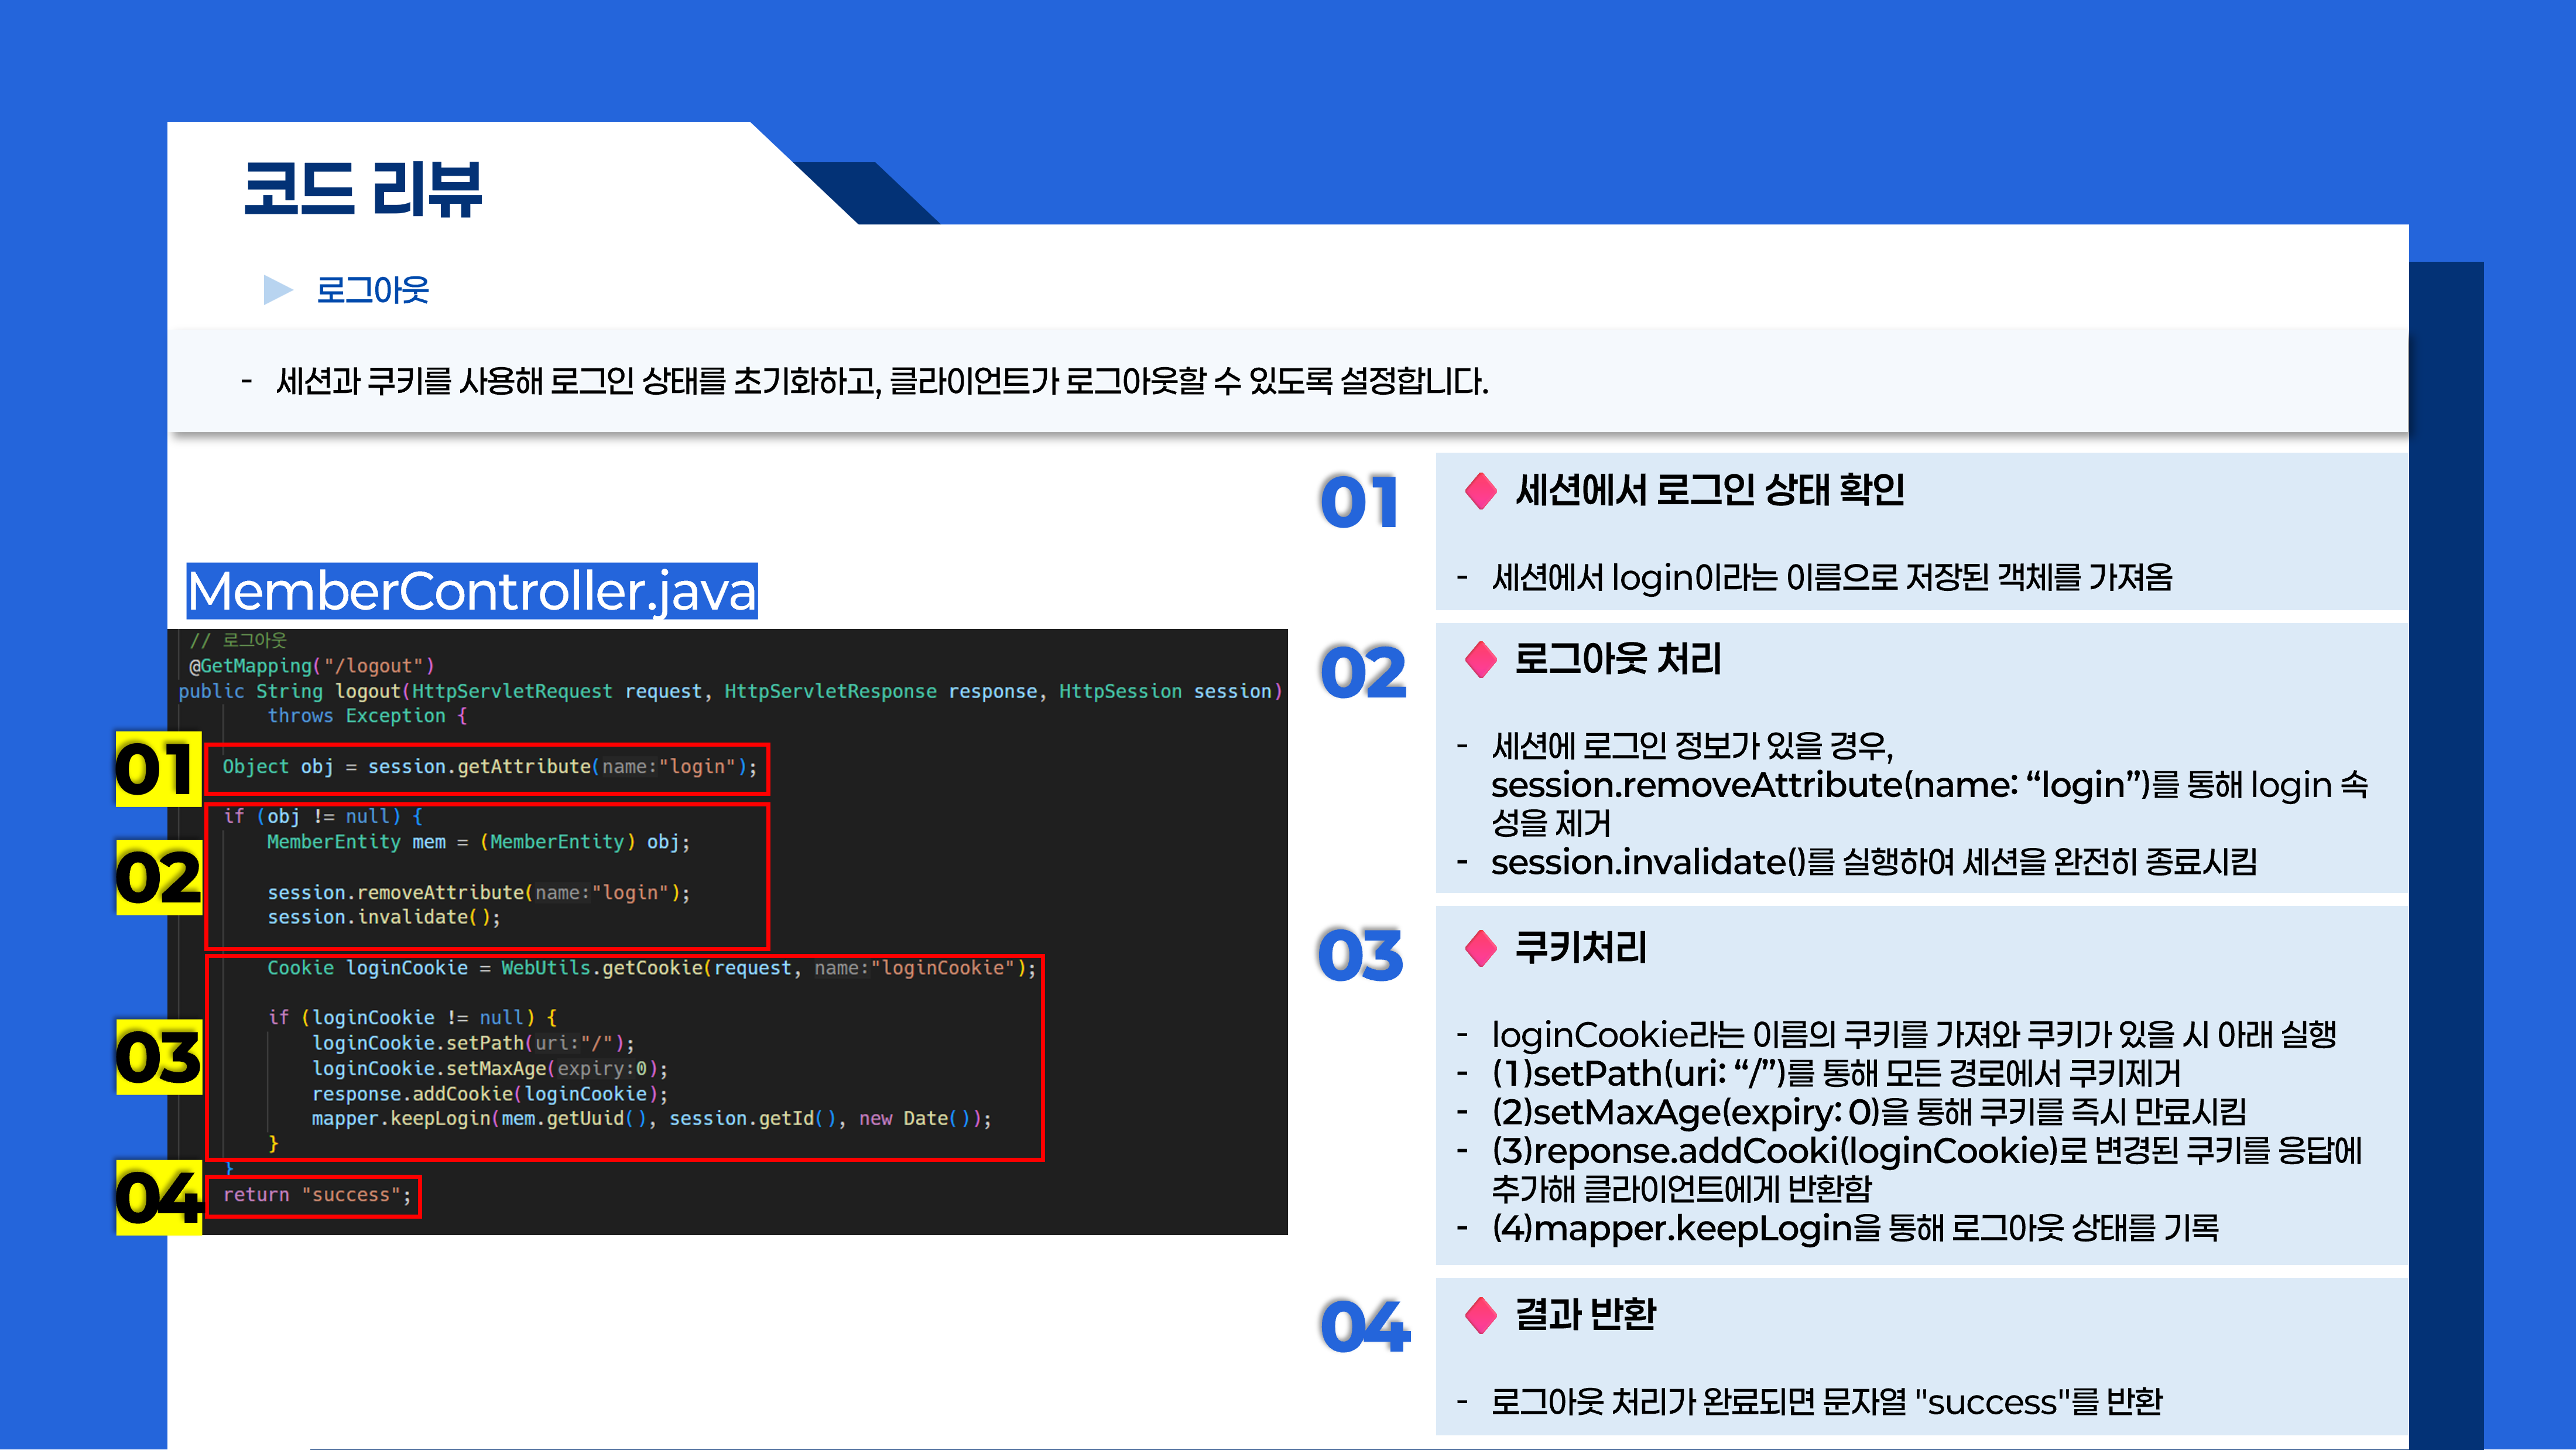 코드 리뷰
로그아웃
- 세션과 쿠키를 사용해 로그인 상태를 초기화하고, 클라이언트가 로그아웃할 수 있도록 설정합니다.
MemberController.java
// 로그아웃
@GetMapping("/logout")
public String logout(HttpServletRequest request, HttpServletResponse response, HttpSession session)
throws Exception {
01
Object obj = session.getAttribute(name:"login");
02
if (obj != null) {
MemberEntity mem = (MemberEntity) obj;
session.removeAttribute(name:"login");
session.invalidate();
03
Cookie loginCookie = WebUtils.getCookie(request, name:"loginCookie");
if (loginCookie != null) {
loginCookie.setPath(uri:"/");
loginCookie.setMaxAge(expiry:0);
response.addCookie(loginCookie);
mapper.keepLogin(mem.getUuid(), session.getId(), new Date());
}
}
04
return "success";
01
세션에서 로그인 상태 확인
- 세션에서 login이라는 이름으로 저장된 객체를 가져옴
02
로그아웃 처리
- 세션에 로그인 정보가 있을 경우,
session.removeAttribute(name: “login”)를 통해 login 속
성을 제거
- session.invalidate()를 실행하여 세션을 완전히 종료시킴
03
쿠키처리
- loginCookie라는 이름의 쿠키를 가져와 쿠키가 있을 시 아래 실행
- (1)setPath(uri: “/”)를 통해 모든 경로에서 쿠키제거
- (2)setMaxAge(expiry: 0)을 통해 쿠키를 즉시 만료시킴
- (3)reponse.addCooki(loginCookie)로 변경된 쿠키를 응답에
추가해 클라이언트에게 반환함
- (4)mapper.keepLogin을 통해 로그아웃 상태를 기록
04
결과 반환
- 로그아웃 처리가 완료되면 문자열 "success"를 반환